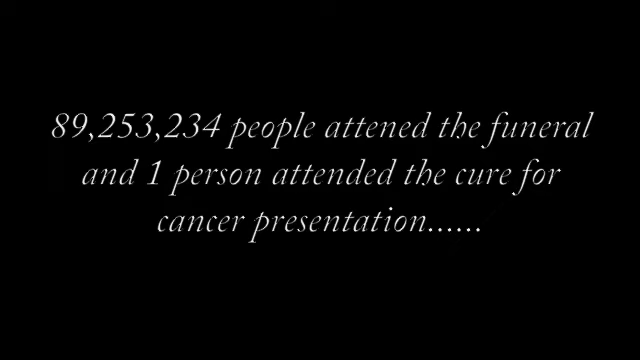 89,253,234 people attened the funeral
and 1 person attended the cure for
cancer presentation......